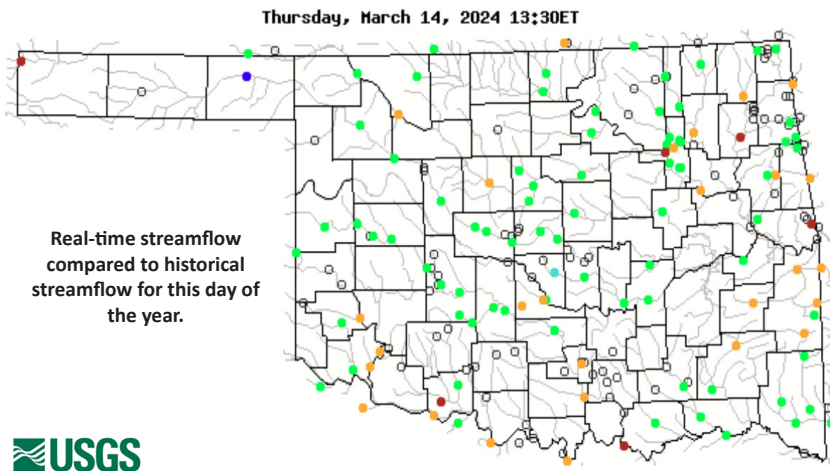 Thursday, March 14, 2024 13:30ET
Real-time streamflow
compared to historical
streamflow for this day of
the year.
USGS